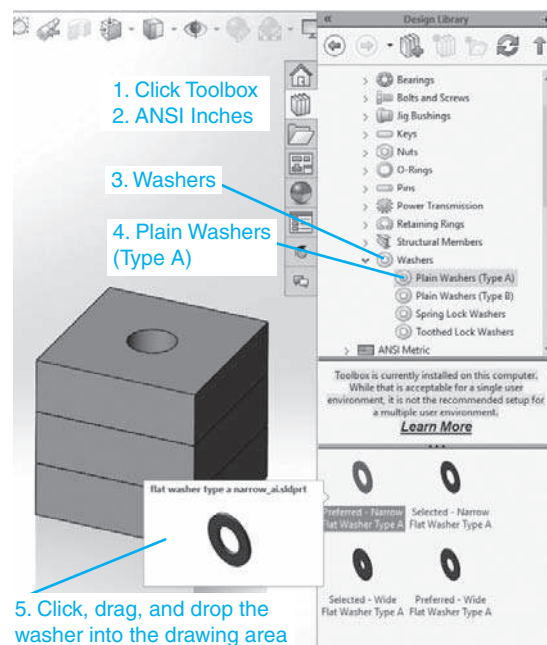 Design Library
1. Click Toolbox
2. ANSI Inches
3. Washers
4. Plain Washers
(Type A)
Bearings
Bolts and Screws
Jig Bushings
Keys
Nuts
O-Rings
Pins
Power Transmission
Retaining Rings
Structural Members
Washers
Plain Washers (Type A)
Plain Washers (Type B)
Spring Lock Washers
Toothed Lock Washers
ANSI Metric
Toolbox is currently installed on this computer.
While that is acceptable for a single user
environment, it is not the recommended setup for
a multiple user environment.
Learn More
flat washer type a narrow_ai.sldprt
Preferred - Narrow
Flat Washer Type A
Selected - Narrow
Flat Washer Type A
Selected - Wide
Flat Washer Type A
Preferred - Wide
Flat Washer Type A
5. Click, drag, and drop the
washer into the drawing area